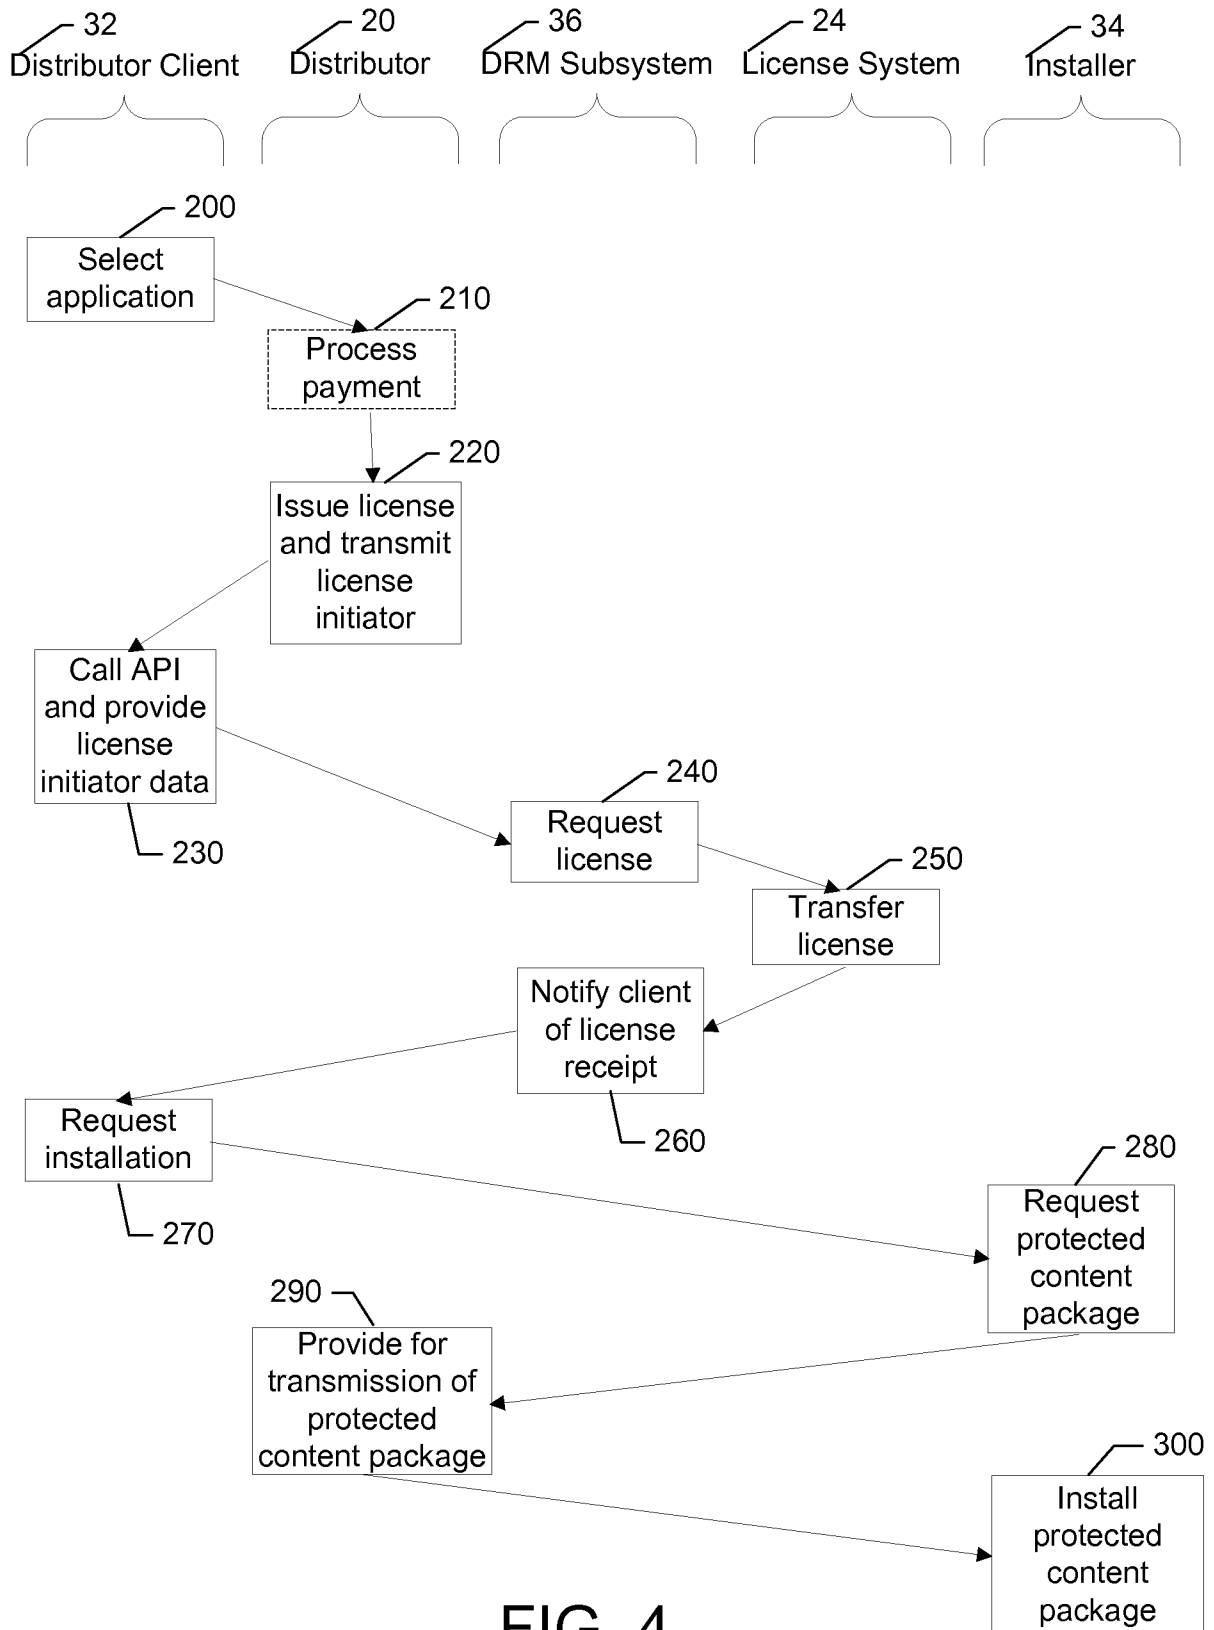 32
20
36
24
34
Distributor Client
Distributor
DRM Subsystem
License System
Installer
200
Select
application
210
Process
payment
220
Issue license
and transmit
license
initiator
Call API
and provide
license
initiator data
230
240
Request
license
250
Transfer
license
Notify client
of license
receipt
260
Request
installation
270
280
Request
protected
content
package
290
Provide for
transmission of
protected
content package
300
Install
protected
content
package
FIG. 4